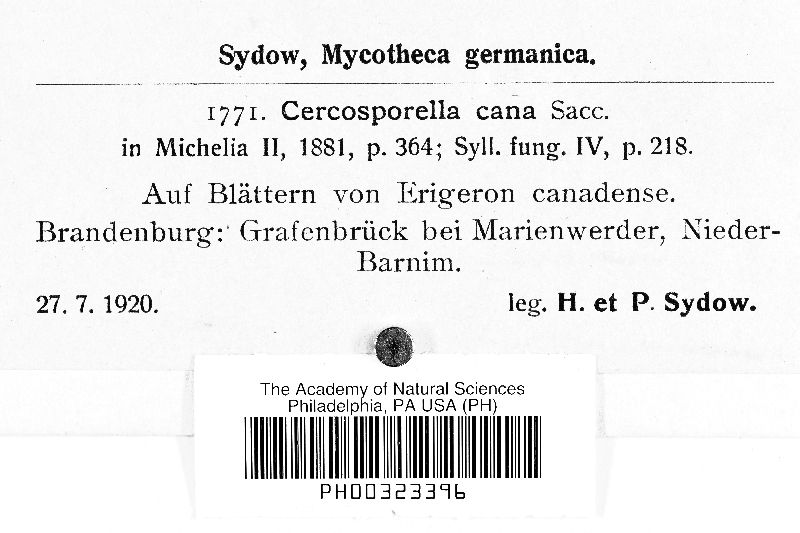 Sydow, Mycotheca germanica.
1771. Cercosporella cana Sacc.
in Michelia II, 1881, p. 364; Syll. fung. IV, p. 218.
Auf Blättern von Erigeron canadense.
Brandenburg: Grafenbrück bei Marienwerder, Nieder-
Barnim.
27. 7. 1920. leg. H. et P. Sydow.
The Academy of Natural Sciences
Philadelphia, PA USA (PH)
PH00323396